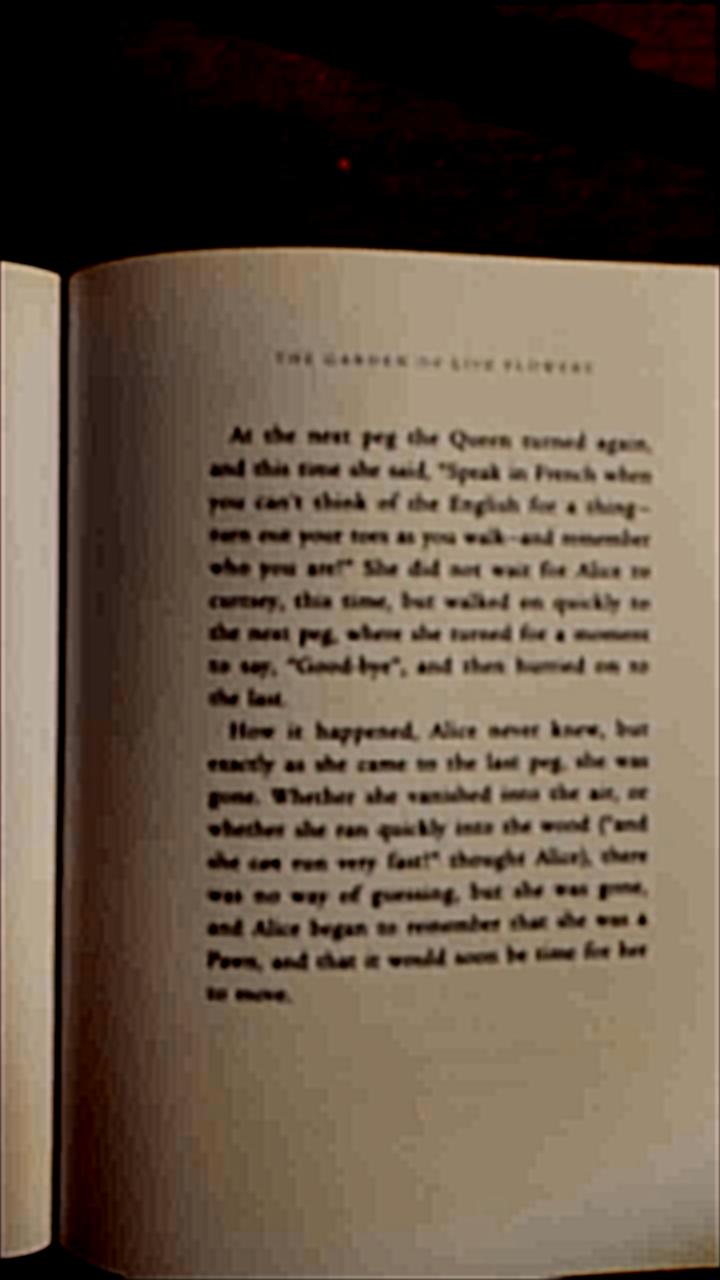 THE GARDEN OF LIVE FLOWERS
At the next peg the Queen turned again,
and this time she said, "Speak in French when
you can't think of the English for a thing—
turn out your toes as you walk—and remember
who you are!" She did not wait for Alice to
curtsey, this time, but walked on quickly to
the next peg, where she turned for a moment
to say, "Good-bye", and then hurried on to
the last.
How it happened, Alice never knew, but
exactly as she came to the last peg, she was
gone. Whether she vanished into the air, or
whether she ran quickly into the wood ("and
she can run very fast!" thought Alice), there
was no way of guessing, but she was gone,
and Alice began to remember that she was a
Pawn, and that it would soon be time for her
to move.